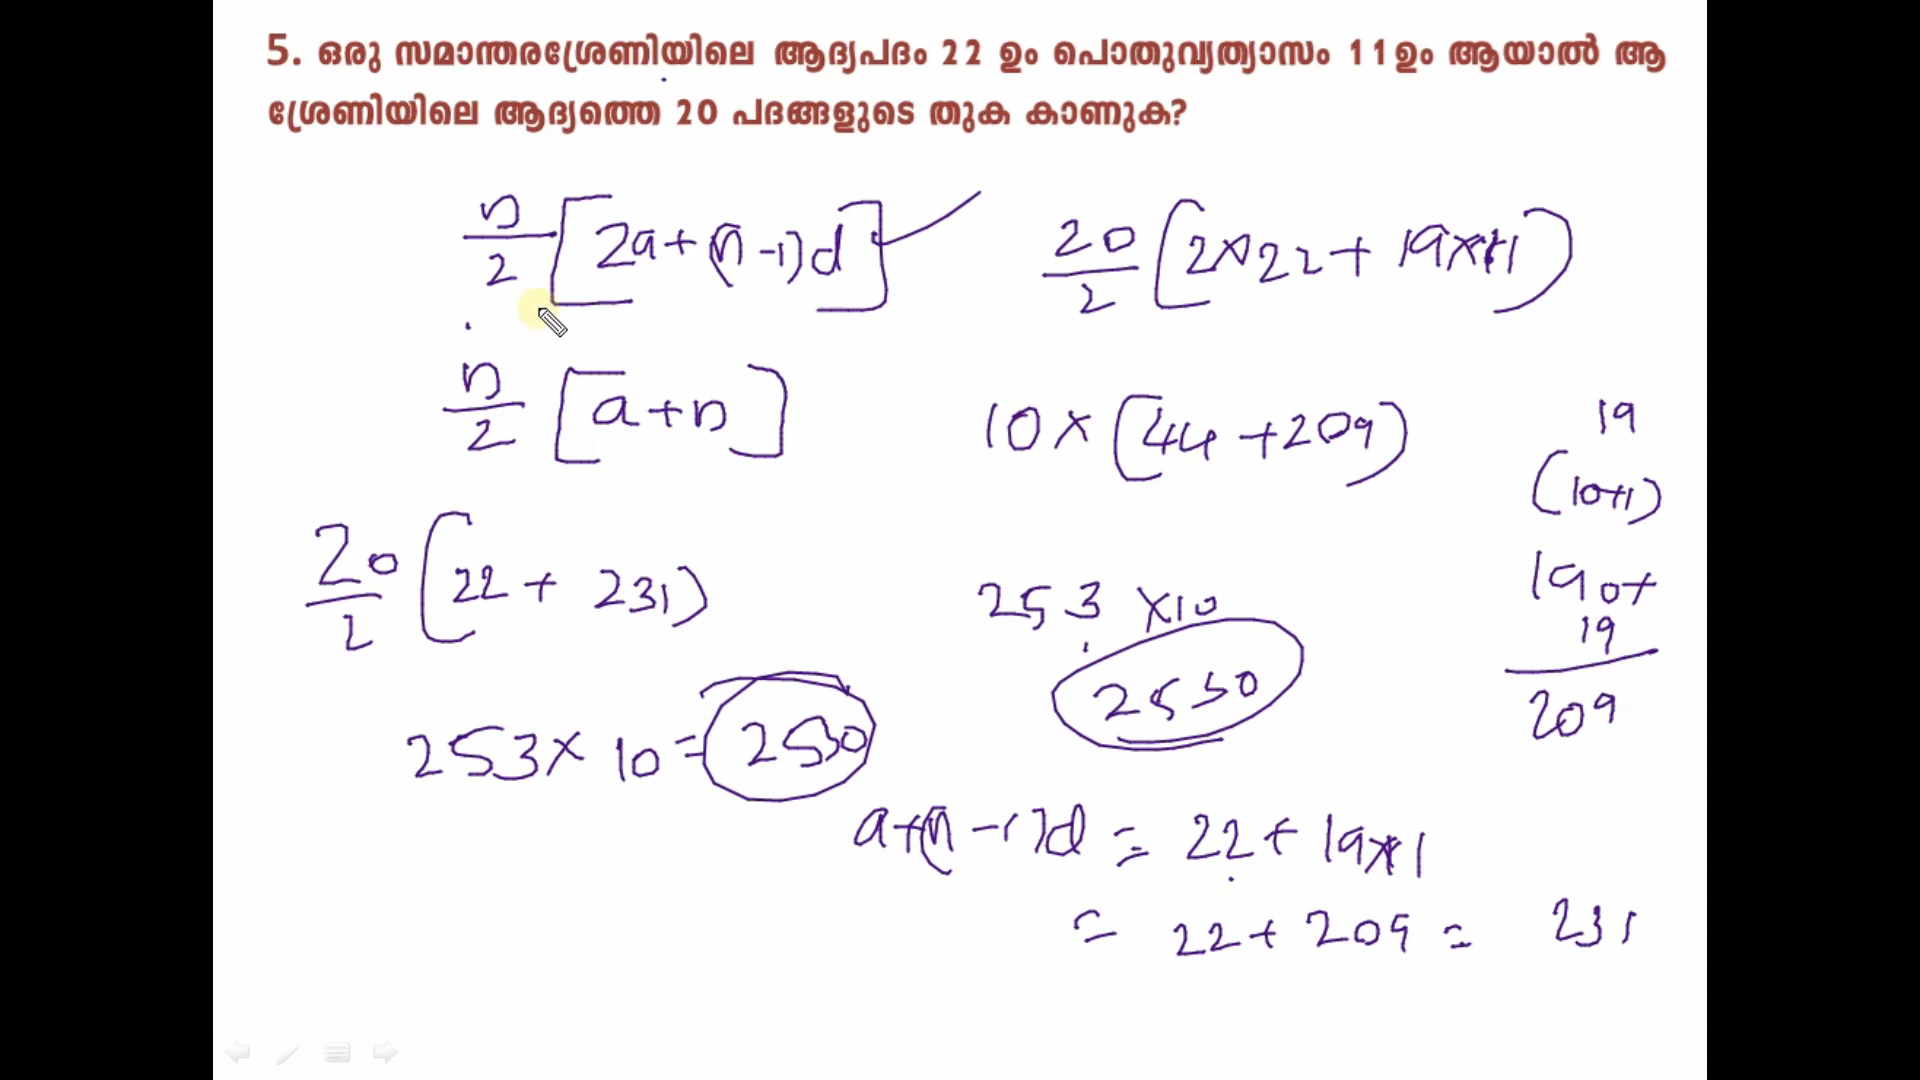 5. ഒരു സമാന്തരശ്രേണിയിലെ ആദ്യപദം 22 ഉം പൊതുവ്യത്യാസം 11ഉം ആയാൽ ആ
ശ്രേണിയിലെ ആദ്യത്തെ 20 പദങ്ങളുടെ തുക കാണുക?
n/2 [2a+(n-1)d]
n/2 [a+n]
20/2 (22 + 231)
253 × 10 = 2530
20/2 (2×22 + 19×11)
10 × (44 + 209)
253 ×10
2530
19
(10+1)
190+
19
209
a+(n-1)d = 22 + 19×11
= 22 + 209 = 231